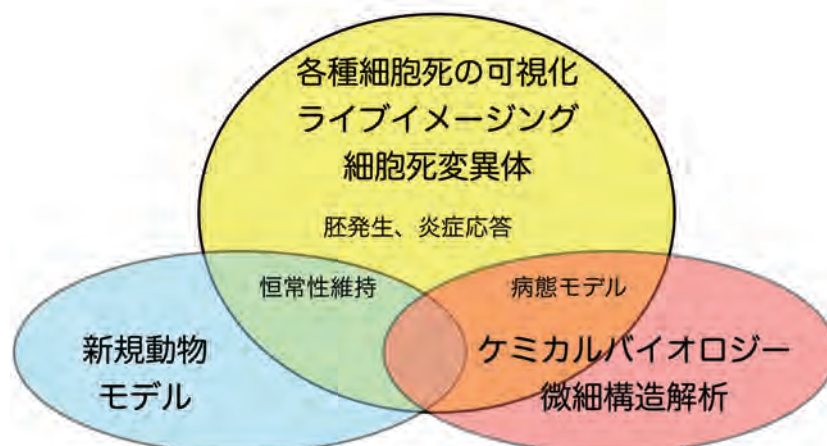 各種細胞死の可視化
ライブイメージング
細胞死変異体
胚発生、炎症応答
恒常性維持
病態モデル
新規動物
モデル
ケミカルバイオロジー
微細構造解析